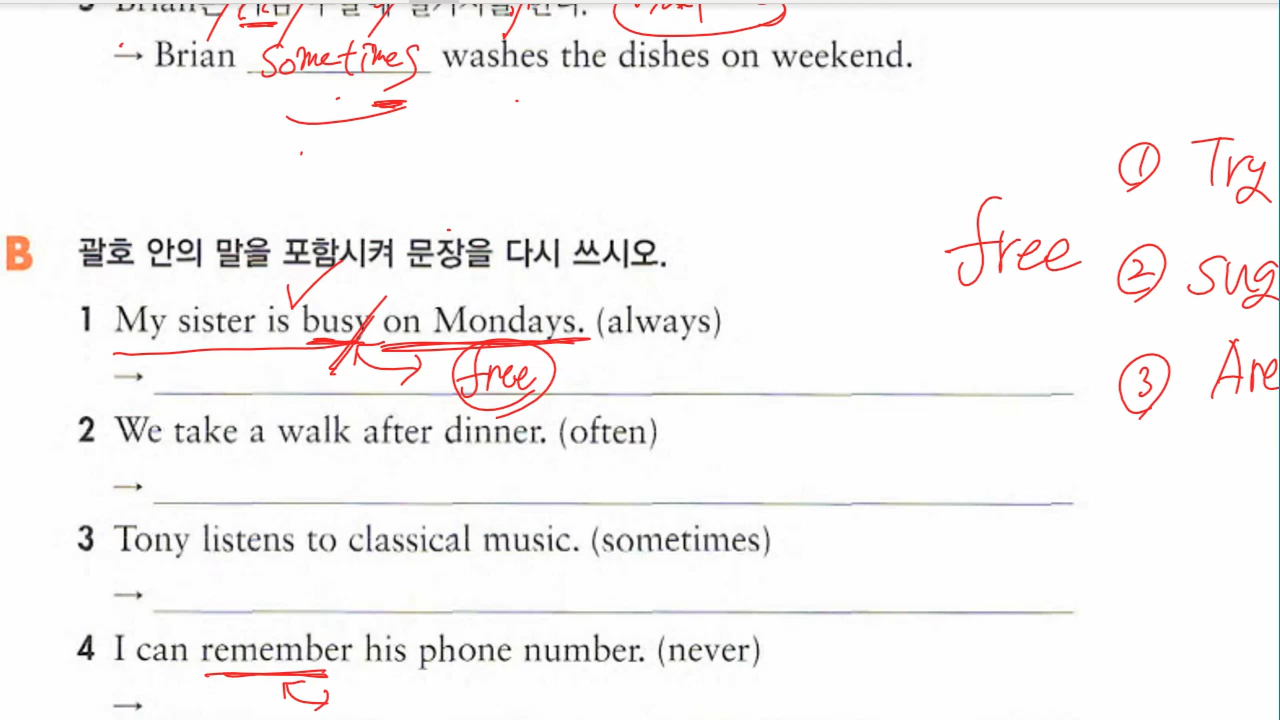 → Brian sometimes washes the dishes on weekend.
B 괄호 안의 말을 포함시켜 문장을 다시 쓰시오.
1 My sister is busy on Mondays. (always)
→ free
2 We take a walk after dinner. (often)
→
3 Tony listens to classical music. (sometimes)
→
4 I can remember his phone number. (never)
→
free
① Try
② sug
③ Are